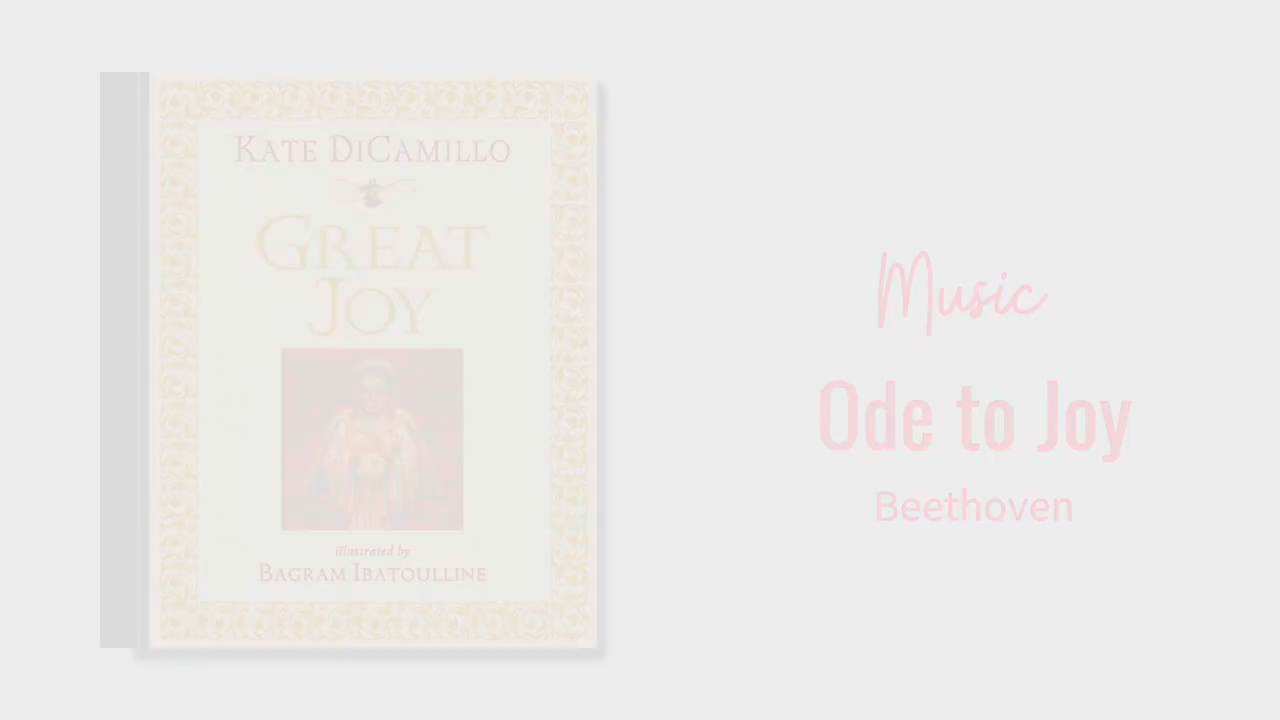 KATE DICAMILLO
GREAT
JOY
illustrated by
BAGRAM IBATOULLINE
Music
Ode to Joy
Beethoven